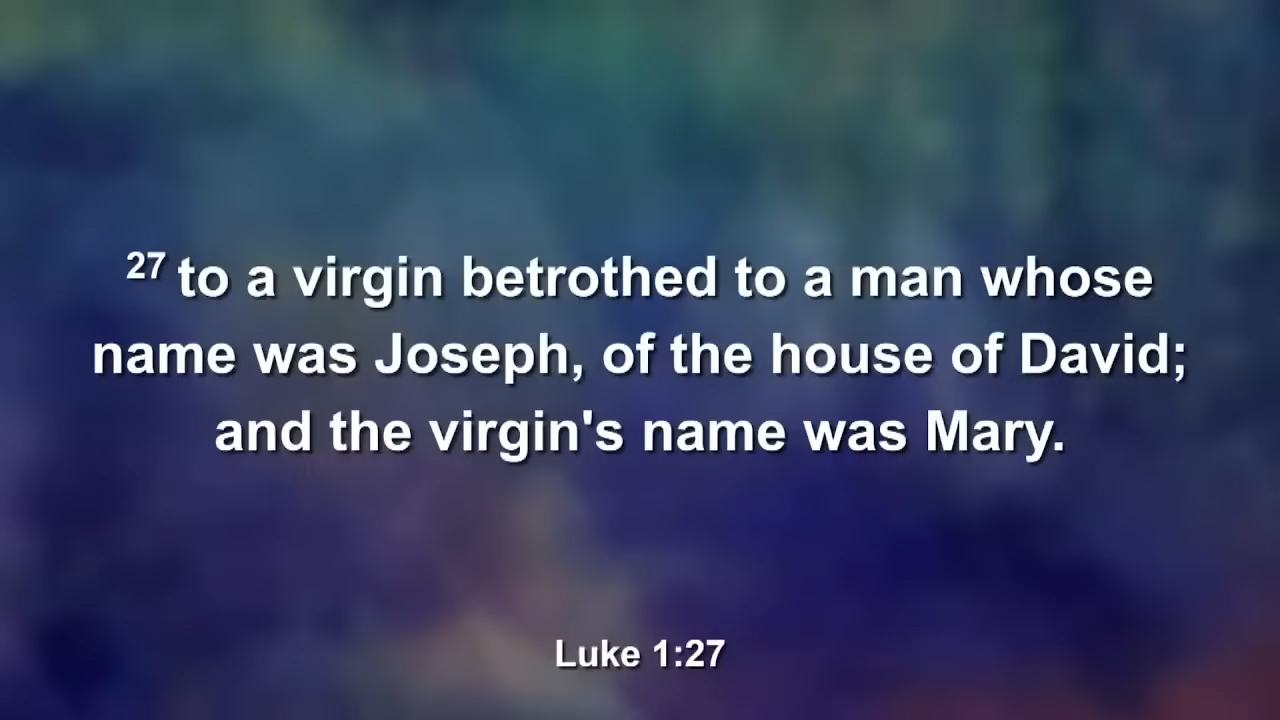 27 to a virgin betrothed to a man whose
name was Joseph, of the house of David;
and the virgin's name was Mary.
Luke 1:27